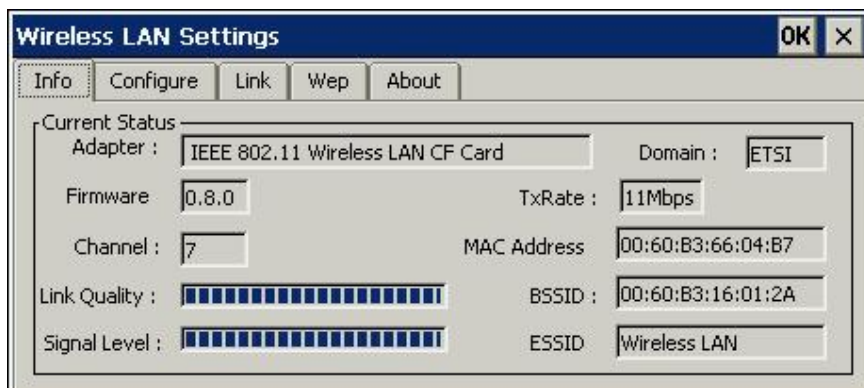 Wireless LAN Settings OK ×
Info Configure Link Wep About
Current Status
Adapter : IEEE 802.11 Wireless LAN CF Card Domain : ETSI
Firmware 0.8.0 TxRate : 11Mbps
Channel : 7 MAC Address 00:60:B3:66:04:B7
Link Quality : BSSID : 00:60:B3:16:01:2A
Signal Level : ESSID Wireless LAN